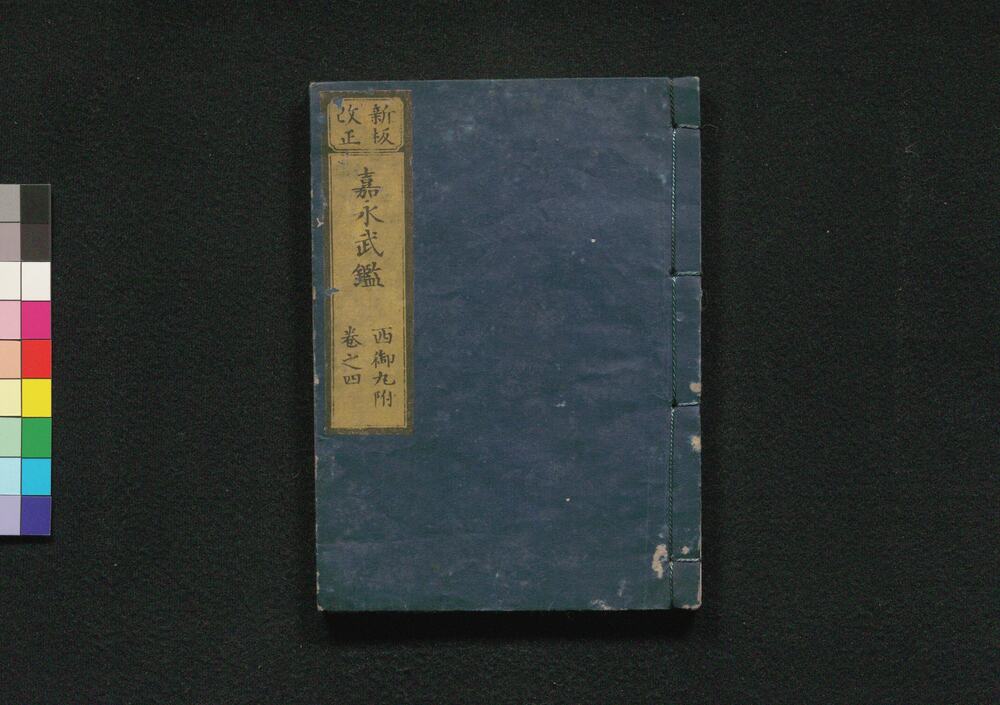 新板
改正
嘉永武鑑
西御丸附
卷之四